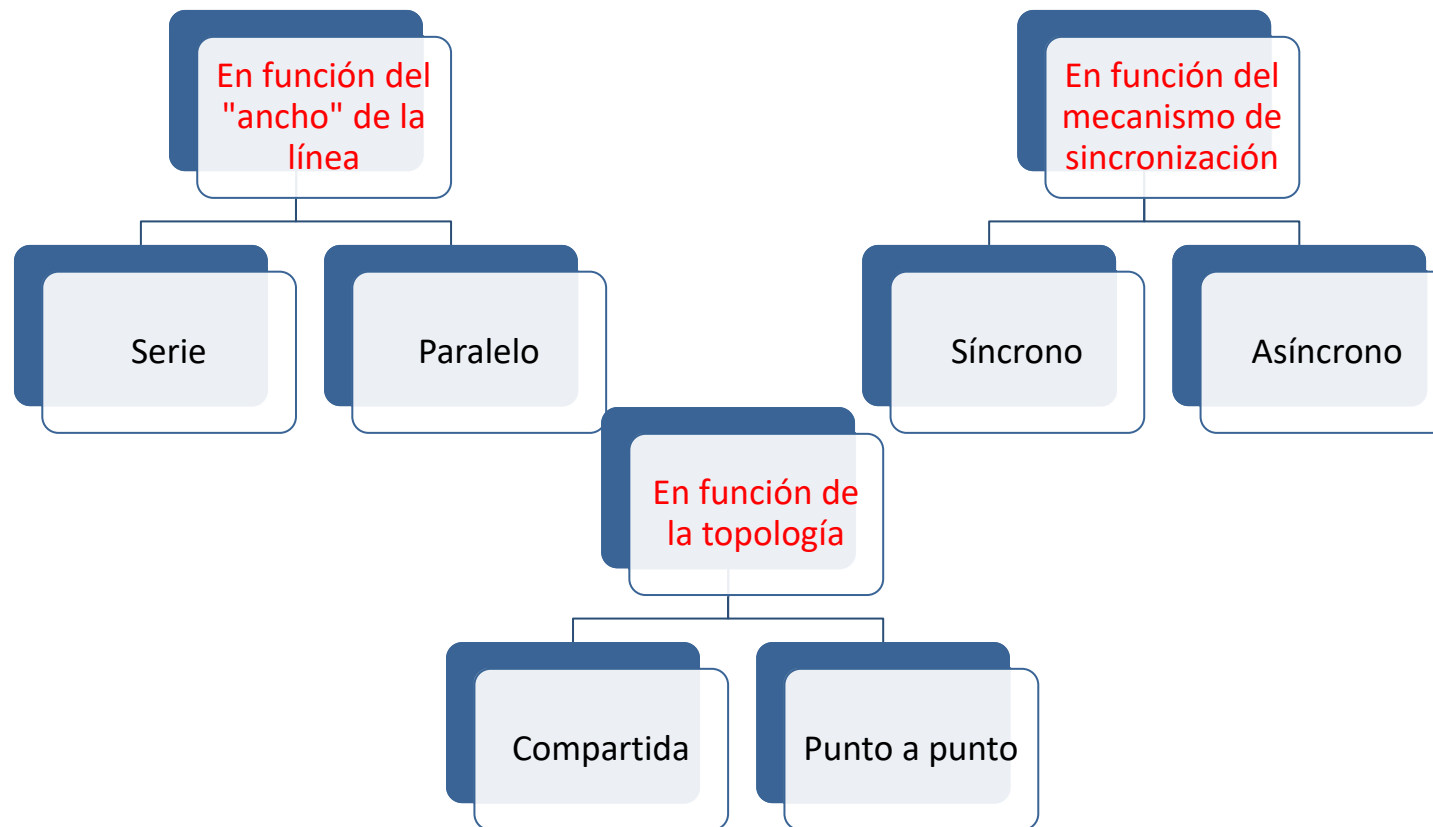 En función del
"ancho" de la
línea
Serie
Paralelo
En función del
mecanismo de
sincronización
Síncrono
Asíncrono
En función de
la topología
Compartida
Punto a punto